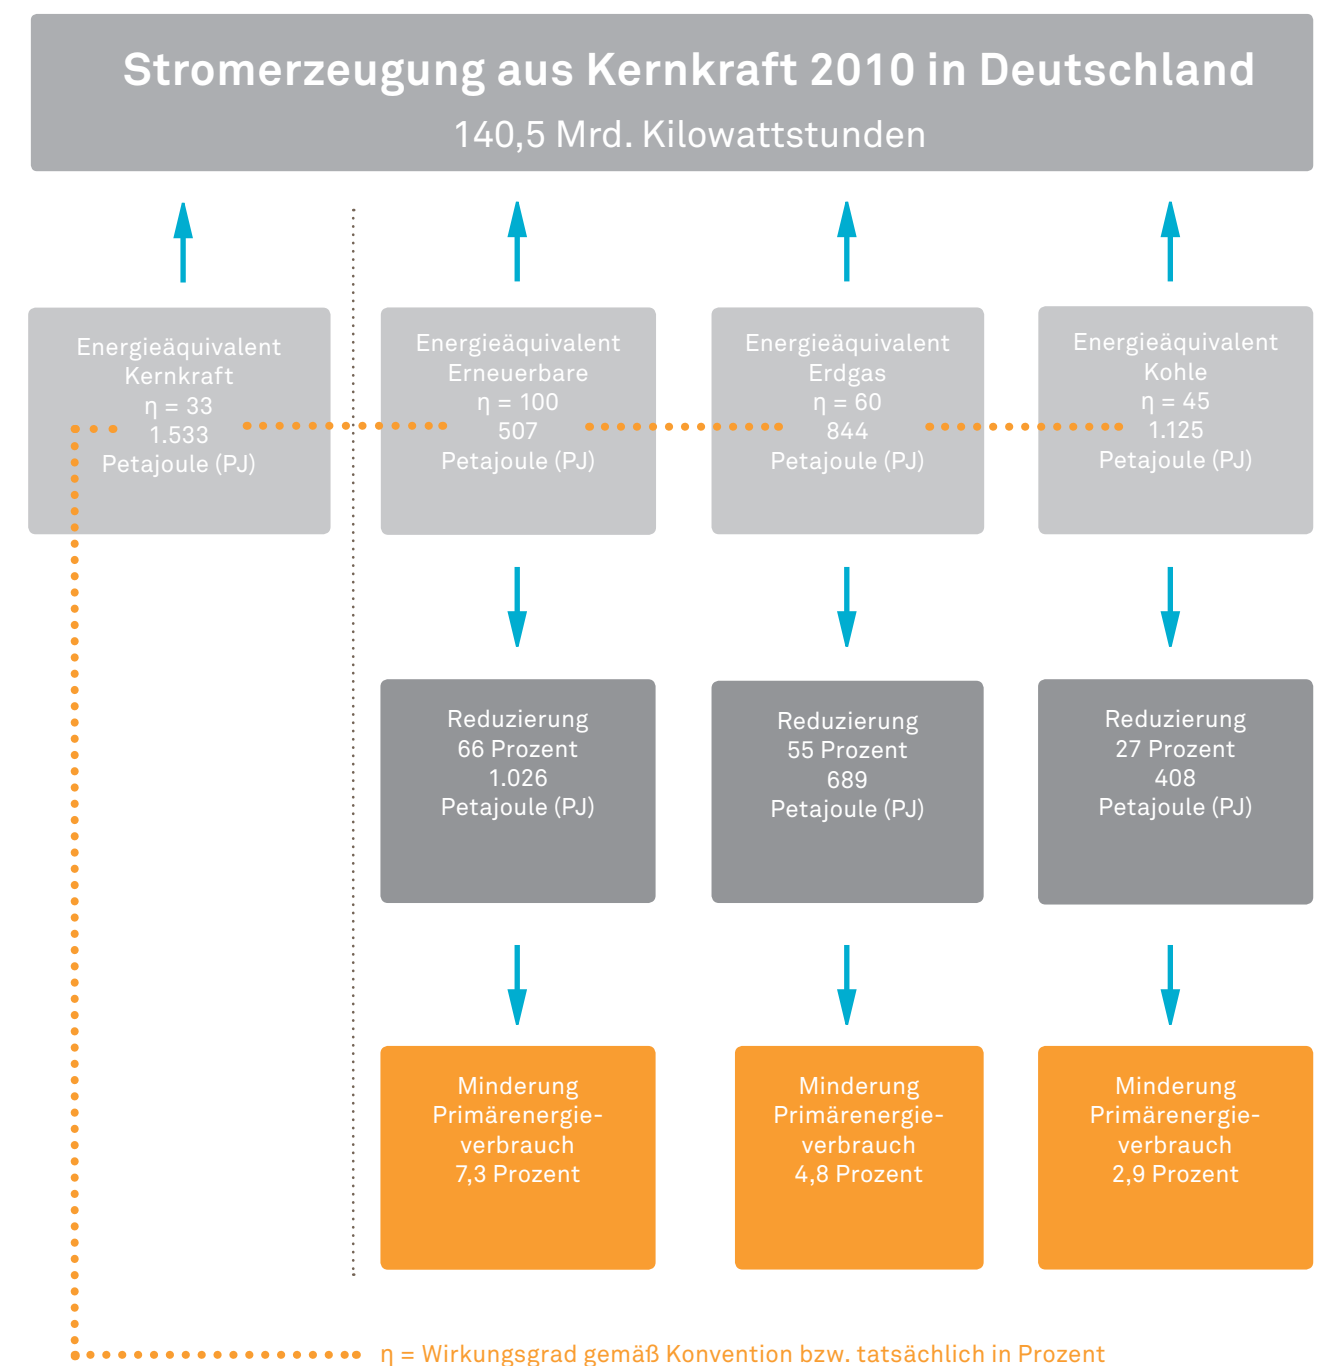 Stromerzeugung aus Kernkraft 2010 in Deutschland
140,5 Mrd. Kilowattstunden
Energieäquivalent
Kernkraft
η = 33
1.533
Petajoule (PJ)
Energieäquivalent
Erneuerbare
η = 100
507
Petajoule (PJ)
Energieäquivalent
Erdgas
η = 60
844
Petajoule (PJ)
Energieäquivalent
Kohle
η = 45
1.125
Petajoule (PJ)
Reduzierung
66 Prozent
1.026
Petajoule (PJ)
Reduzierung
55 Prozent
689
Petajoule (PJ)
Reduzierung
27 Prozent
408
Petajoule (PJ)
Minderung
Primärenergie-
verbrauch
7,3 Prozent
Minderung
Primärenergie-
verbrauch
4,8 Prozent
Minderung
Primärenergie-
verbrauch
2,9 Prozent
η = Wirkungsgrad gemäß Konvention bzw. tatsächlich in Prozent